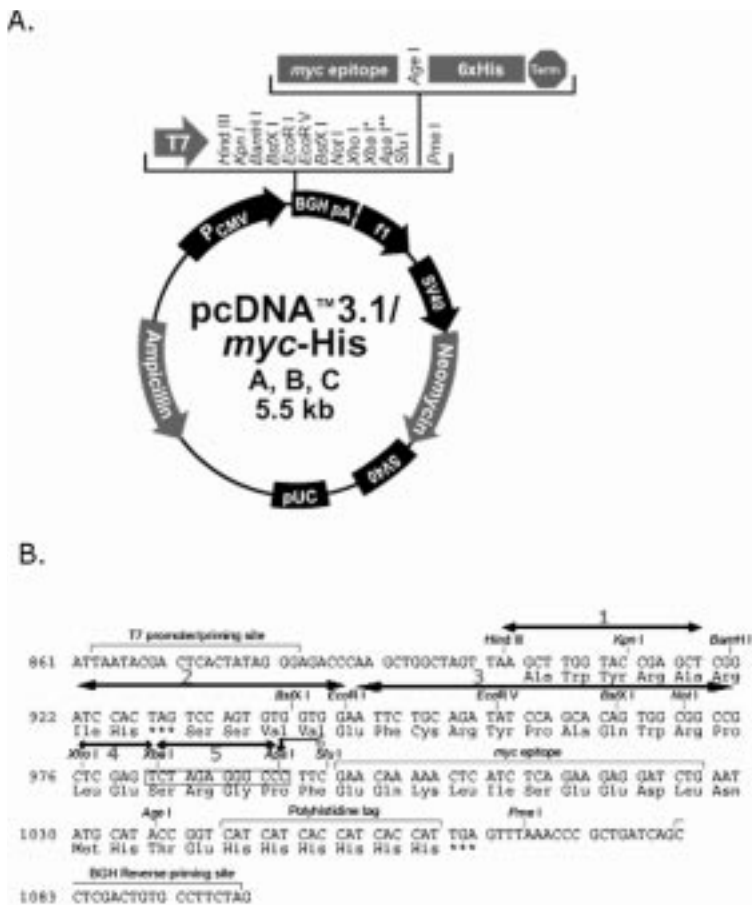 A.
myc epitope Age I 6xHis Term
T7 Hind III Kpn I BamH I BstX I EcoR I EcoR V BstX I Not I Xho I Xba I* Apa I** Sfu I Pme I
PCMV BGH pA f1
SV40
Ampicillin
pcDNA™3.1/
myc-His
A, B, C
5.5 kb
Neomycin
SV40
pUC
B.
1
T7 promoter/priming site Hind III Kpn I BamH I
861 ATTAATACGA CTCACTATAG GGAGACCCAA GCTGGCTAGT TAA GCT TGG TAC CGA GCT CGG
Ala Trp Tyr Arg Ala Arg
2 3
BstX I EcoR I EcoR V BstX I Not I
922 ATC CAC TAG TCC AGT GTG GTG GAA TTC TGC AGA TAT CCA GCA CAG TGG CGG CCG
Ile His *** Ser Ser Val Val Glu Phe Cys Arg Tyr Pro Ala Gln Trp Arg Pro
4 5
Xho I Xba I Apa I Sfu I myc epitope
976 CTC GAG TCT AGA GGG CCC TTC GAA CAA AAA CTC ATC TCA GAA GAG GAT CTG AAT
Leu Glu Ser Arg Gly Pro Phe Glu Gln Lys Leu Ile Ser Glu Glu Asp Leu Asn
Age I Polyhistidine tag Pme I
1030 ATG CAT ACC GGT CAT CAT CAC CAT CAC CAT TGA GTTTAAACCC GCTGATCAGC
Met His Thr Glu His His His His His His ***
BGH Reverse priming site
1083 CTCGACTGTG CCTTCTAG